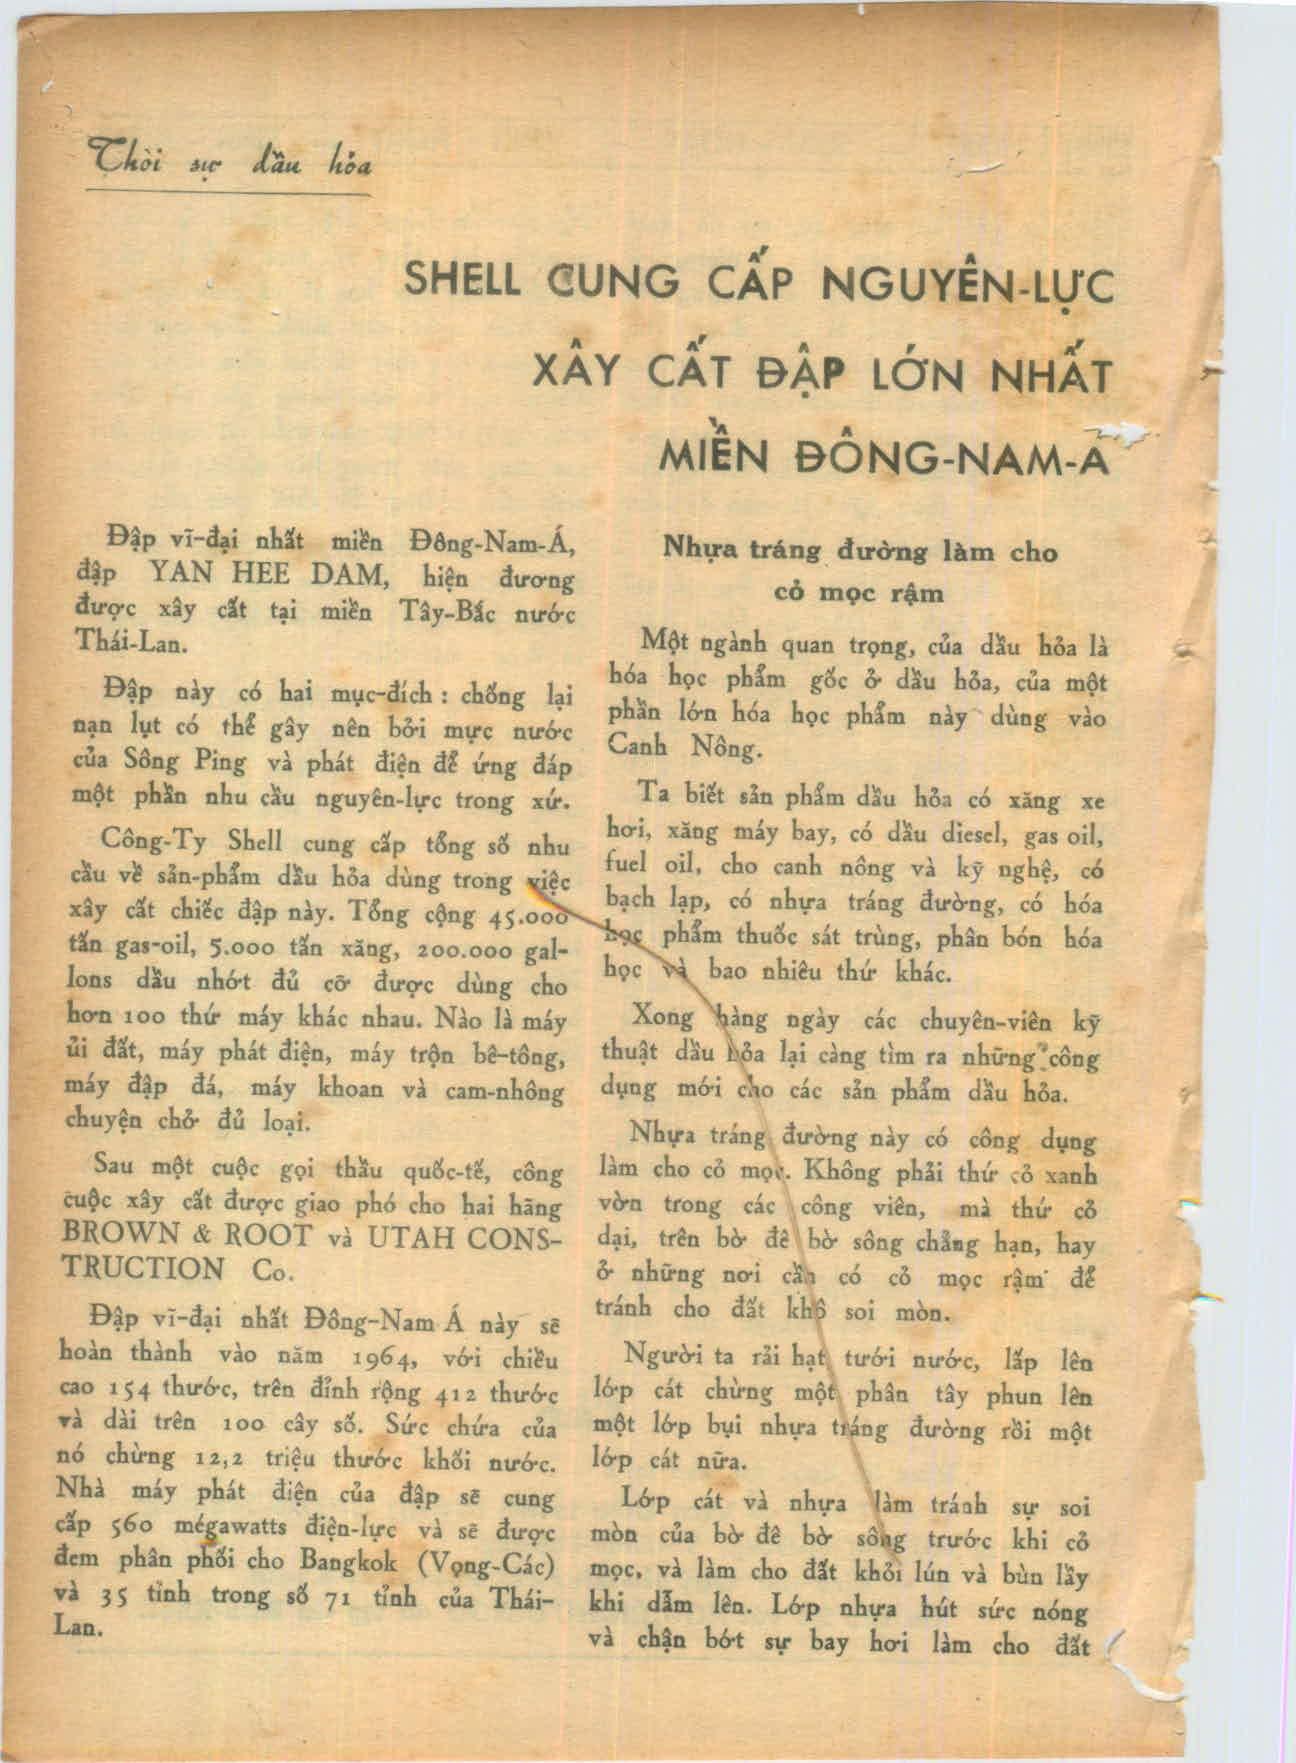 Thời sự dầu hỏa
SHELL CUNG CẤP NGUYÊN-LỰC
XÂY CẤT ĐẬP LỚN NHẤT
MIỀN ĐÔNG-NAM-Á
Đập vĩ-đại nhất miền Đông-Nam-Á,
đập YAN HEE DAM, hiện đương
được xây cất tại miền Tây-Bắc nước
Thái-Lan.
Đập này có hai mục-đích : chống lại
nạn lụt có thể gây nên bởi mực nước
của Sông Ping và phát điện để ứng đáp
một phần nhu cầu nguyên-lực trong xứ.
Công-Ty Shell cung cấp tổng số nhu
cầu về sản-phẩm dầu hỏa dùng trong việc
xây cất chiếc đập này. Tổng cộng 45.000
tấn gas-oil, 5.000 tấn xăng, 200.000 gal-
lons dầu nhớt đủ cỡ được dùng cho
hơn 100 thứ máy khác nhau. Nào là máy
ủi đất, máy phát điện, máy trộn bê-tông,
máy đập đá, máy khoan và cam-nhông
chuyện chở đủ loại.
Sau một cuộc gọi thầu quốc-tế, công
cuộc xây cất được giao phó cho hai hãng
BROWN & ROOT và UTAH CONS-
TRUCTION Co.
Đập vĩ-đại nhất Đông-Nam Á này sẽ
hoàn thành vào năm 1964, với chiều
cao 154 thước, trên đỉnh rộng 412 thước
và dài trên 100 cây số. Sức chứa của
nó chừng 12,2 triệu thước khối nước.
Nhà máy phát điện của đập sẽ cung
cấp 560 mégawatts điện-lực và sẽ được
đem phân phối cho Bangkok (Vọng-Các)
và 35 tỉnh trong số 71 tỉnh của Thái-
Lan.
Nhựa tráng đường làm cho
cỏ mọc rậm
Một ngành quan trọng, của dầu hỏa là
hóa học phẩm gốc ở dầu hỏa, của một
phần lớn hóa học phẩm này dùng vào
Canh Nông.
Ta biết sản phẩm dầu hỏa có xăng xe
hơi, xăng máy bay, có dầu diesel, gas oil,
fuel oil, cho canh nông và kỹ nghệ, có
bạch lạp, có nhựa tráng đường, có hóa
học phẩm thuốc sát trùng, phân bón hóa
học và bao nhiêu thứ khác.
Xong hàng ngày các chuyên-viên kỹ
thuật dầu hỏa lại càng tìm ra những công
dụng mới cho các sản phẩm dầu hỏa.
Nhựa tráng đường này có công dụng
làm cho cỏ mọc. Không phải thứ cỏ xanh
vờn trong các công viên, mà thứ cỏ
dại, trên bờ đê bờ sông chẳng hạn, hay
ở những nơi cần có cỏ mọc rậm để
tránh cho đất khô soi mòn.
Người ta rải hạt, tưới nước, lấp lên
lớp cát chừng một phân tây phun lên
một lớp bụi nhựa tráng đường rồi một
lớp cát nữa.
Lớp cát và nhựa làm tránh sự soi
mòn của bờ đê bờ sông trước khi cỏ
mọc, và làm cho đất khỏi lún và bùn lầy
khi dẫm lên. Lớp nhựa hút sức nóng
và chận bớt sự bay hơi làm cho đất